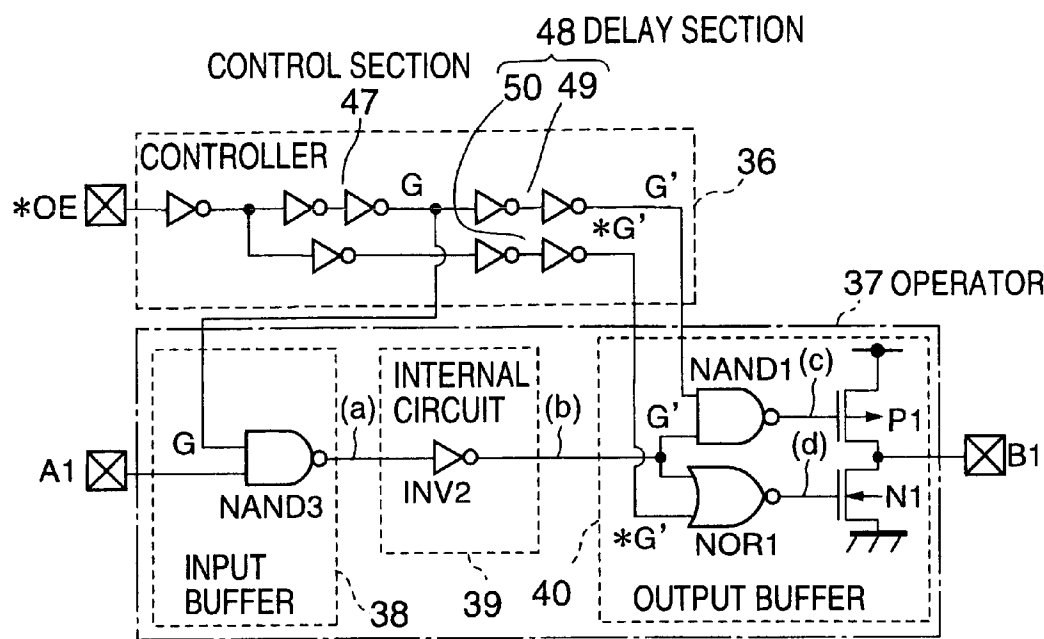 48 DELAY SECTION
CONTROL SECTION
50 49
47
CONTROLLER
36
G
G'
*OE
*G'
37 OPERATOR
INTERNAL
CIRCUIT
NAND1
(c)
(a)
(b)
G'
P1
G
A1
B1
(d)
INV2
N1
NAND3
*G'
NOR1
INPUT
BUFFER
38
39
40
OUTPUT BUFFER